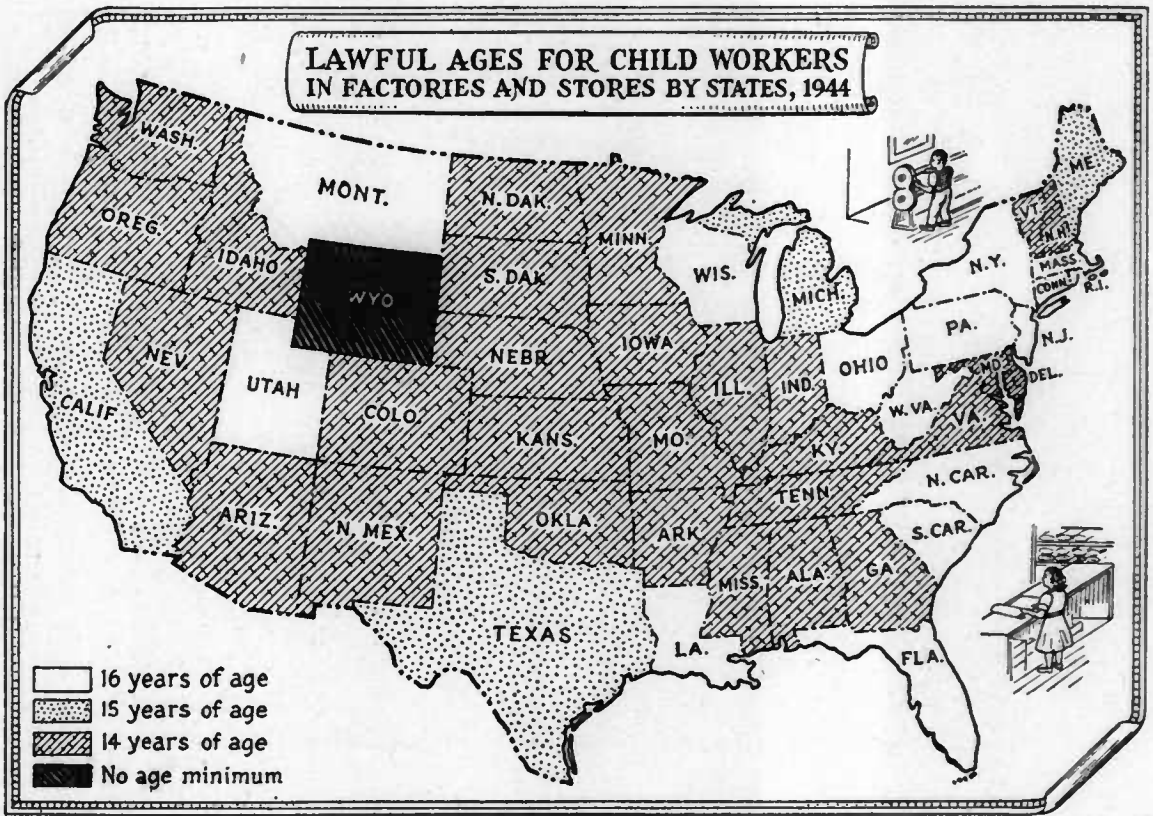 LAWFUL AGES FOR CHILD WORKERS
IN FACTORIES AND STORES BY STATES, 1944
WASH.
MONT.
N. DAK.
MINN.
ME.
OREG.
IDAHO
S. DAK
WIS.
MICH.
N.Y.
VT.
N.H.
MASS.
CONN.
R.I.
WYO
NEV.
UTAH
NEBR.
IOWA
ILL.
IND.
OHIO
PA.
N.J.
CALIF
COLO.
KANS.
MO.
KY.
W. VA.
VA.
MD.
DEL.
ARIZ.
N. MEX.
OKLA.
ARK.
TENN.
N. CAR.
S. CAR.
MISS.
ALA.
GA.
TEXAS
LA.
FLA.
16 years of age
15 years of age
14 years of age
No age minimum